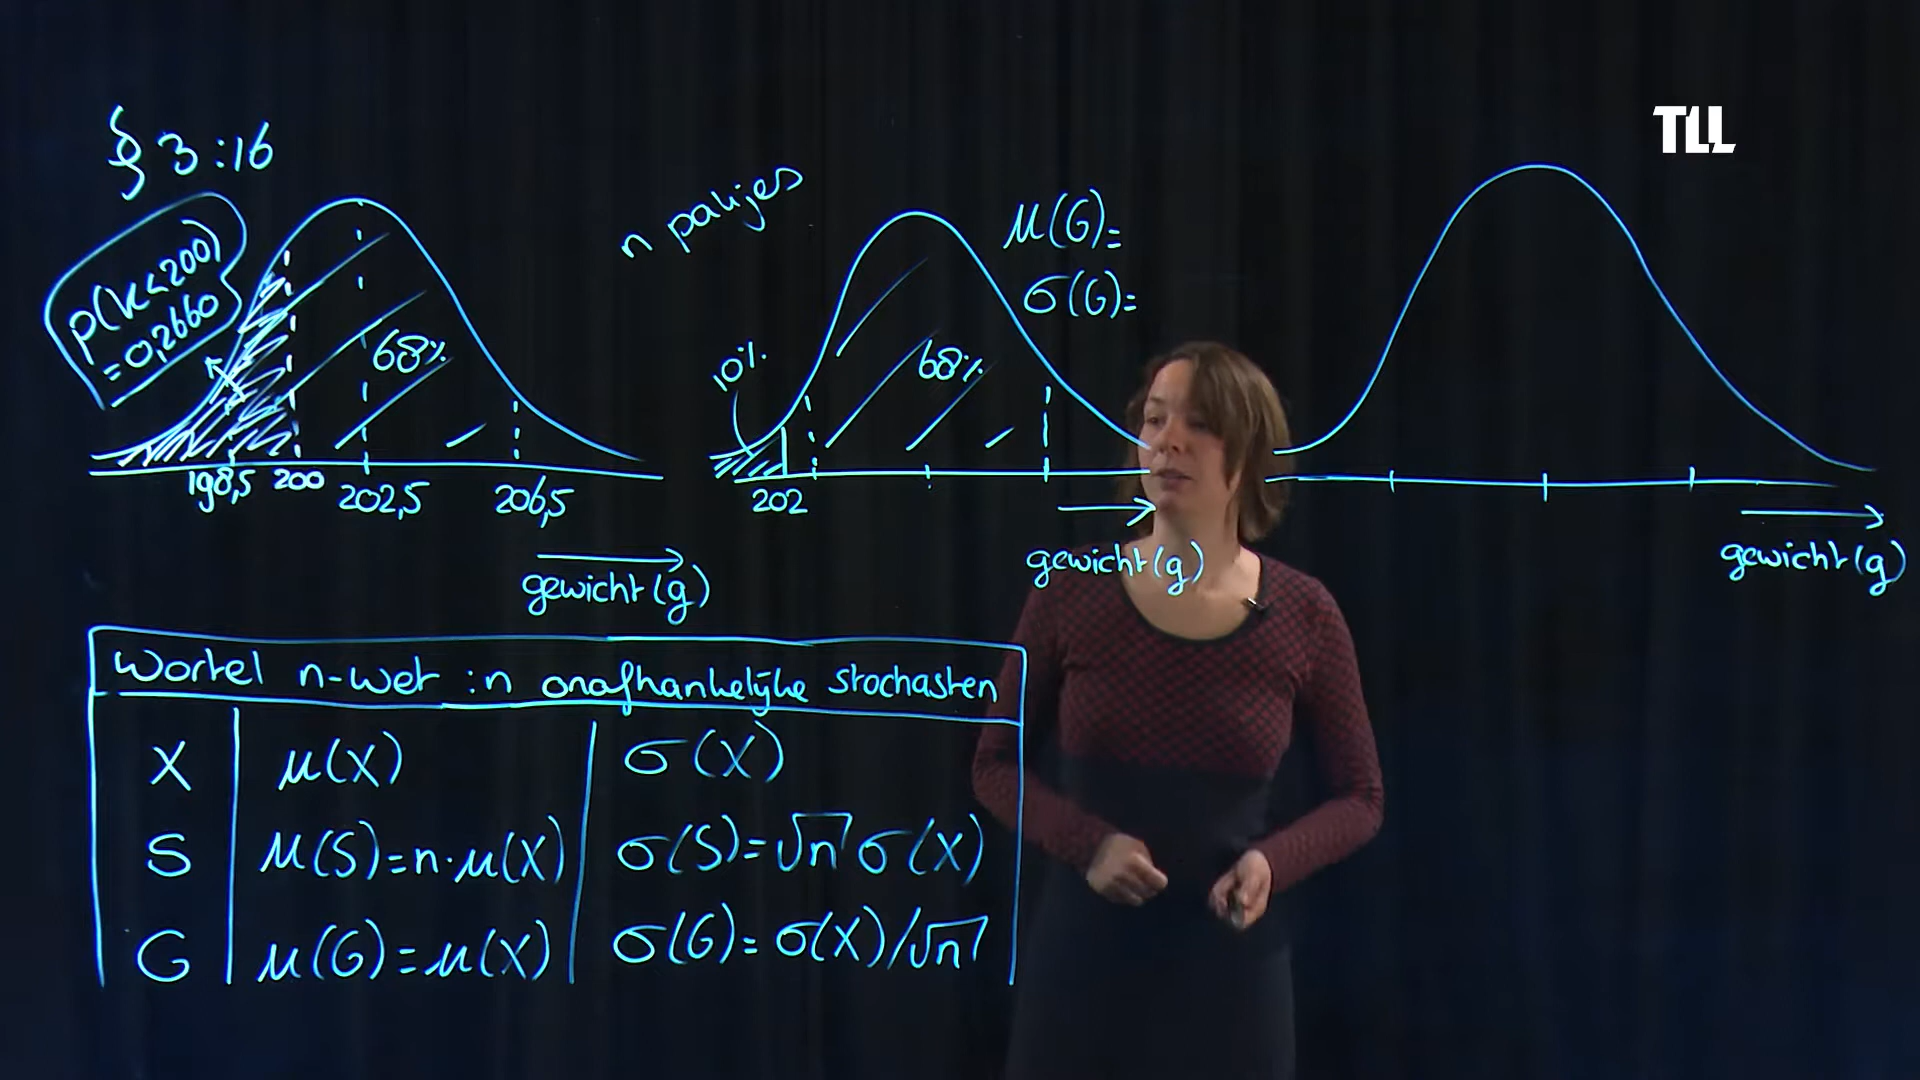 TLL
§ 3:16
p(k<200)
=0,2660
68%
198,5 200 202,5 206,5
gewicht(g)
n pakjes
μ(G)=
σ(G)=
10%
68%
202
gewicht(g)
gewicht(g)
Wortel n-wet :n onafhankelijke stochasten
X μ(X) σ(X)
S μ(S)=n·μ(X) σ(S)=√n σ(X)
G μ(G)=μ(X) σ(G)=σ(X)/√n